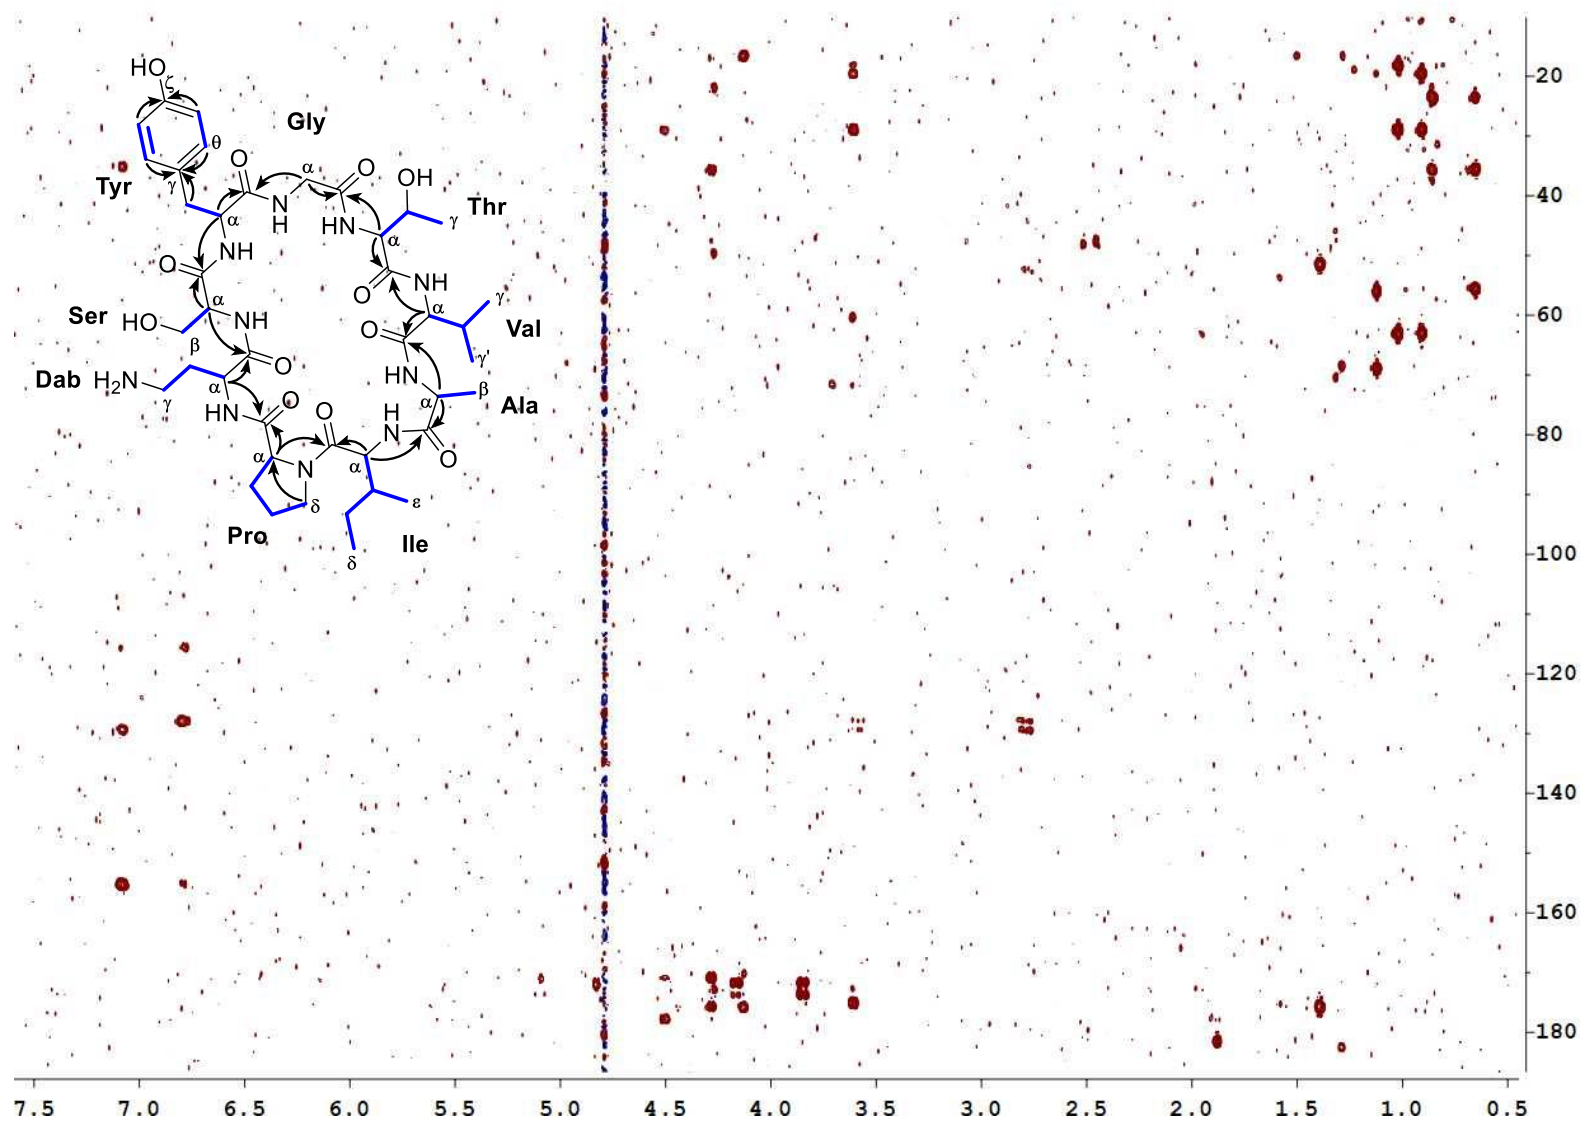 HO
ζ
θ
Gly
O
α
O
OH
Tyr
γ
Thr
N
H
HN
α
γ
α
NH
O
O
NH
γ
α
Ser
HO
NH
O
α
Val
β
O
HN
γ'
Dab
H₂N
γ
α
HN
O
O
H
N
α
β
Ala
O
α
N
α
δ
ε
Pro
Ile
δ
20
40
60
80
100
120
140
160
180
7.5 7.0 6.5 6.0 5.5 5.0 4.5 4.0 3.5 3.0 2.5 2.0 1.5 1.0 0.5